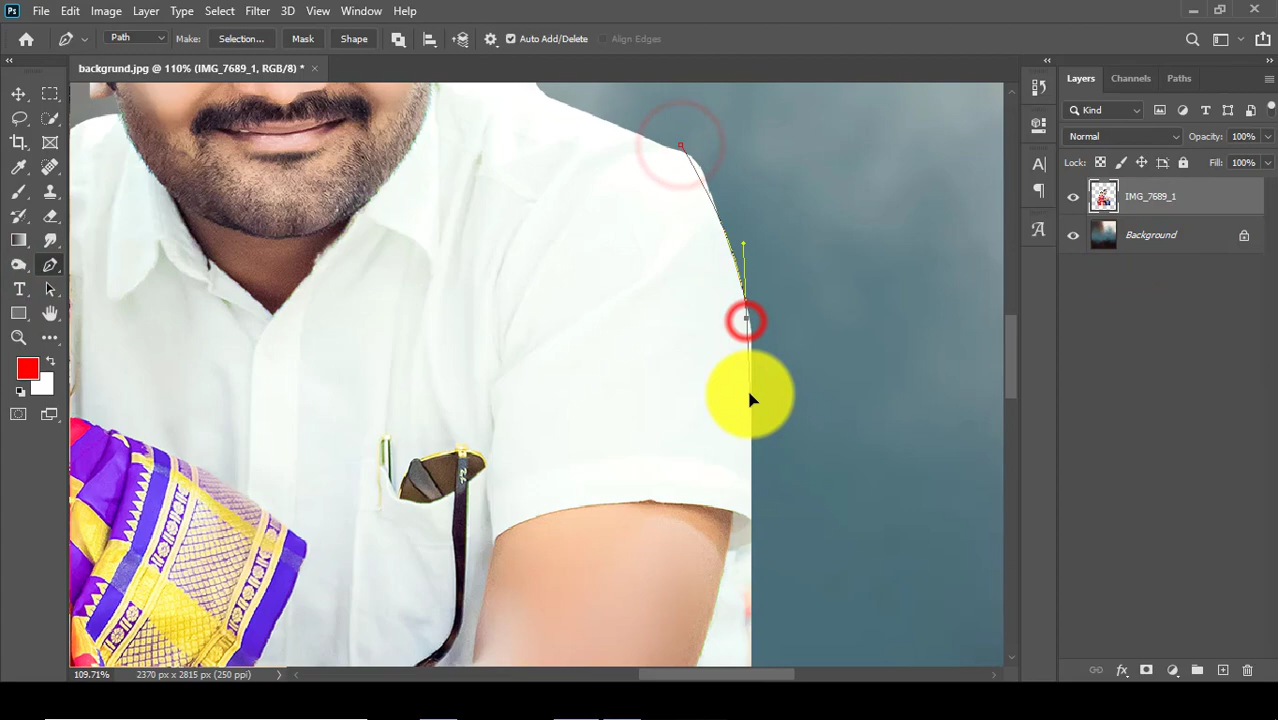 Ps File Edit Image Layer Type Select Filter 3D View Window Help
Path Make: Selection... Mask Shape Auto Add/Delete Align Edges
backgrund.jpg @ 110% (IMG_7689_1, RGB/8) *
Layers Channels Paths
Kind
Normal Opacity: 100%
Lock: Fill: 100%
IMG_7689_1
Background
109.71% 2370 px x 2815 px (250 ppi)